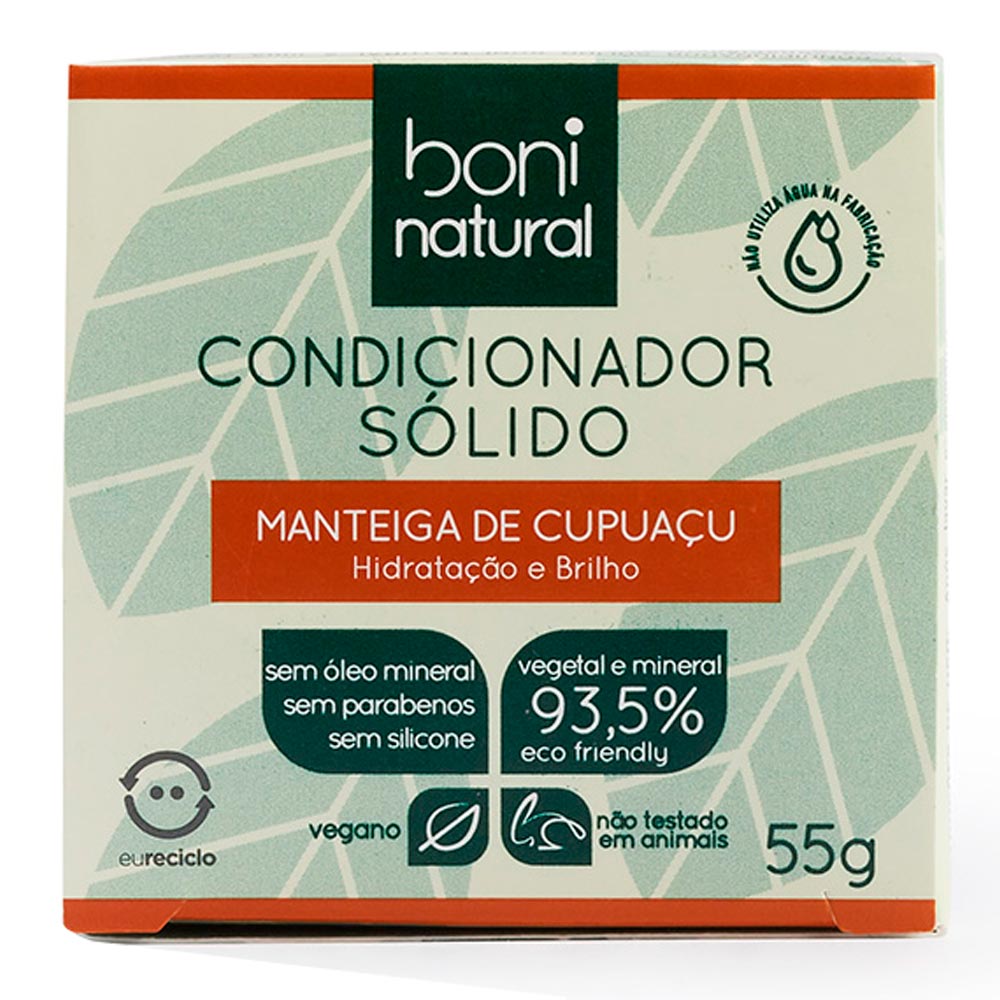 boni
natural
NÃO UTILIZA ÁGUA NA FABRICAÇÃO
CONDICIONADOR
SÓLIDO
MANTEIGA DE CUPUAÇU
Hidratação e Brilho
sem óleo mineral
sem parabenos
sem silicone
vegetal e mineral
93,5%
eco friendly
vegano
não testado
em animais
eureciclo
55g